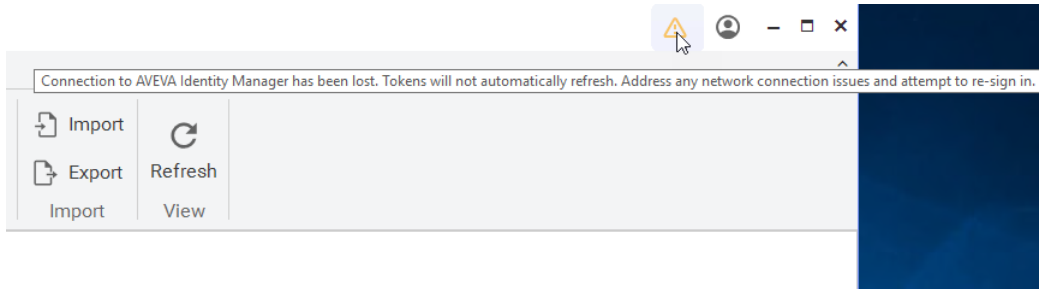 Connection to AVEVA Identity Manager has been lost. Tokens will not automatically refresh. Address any network connection issues and attempt to re-sign in.
Import
Export
Refresh
Import
View